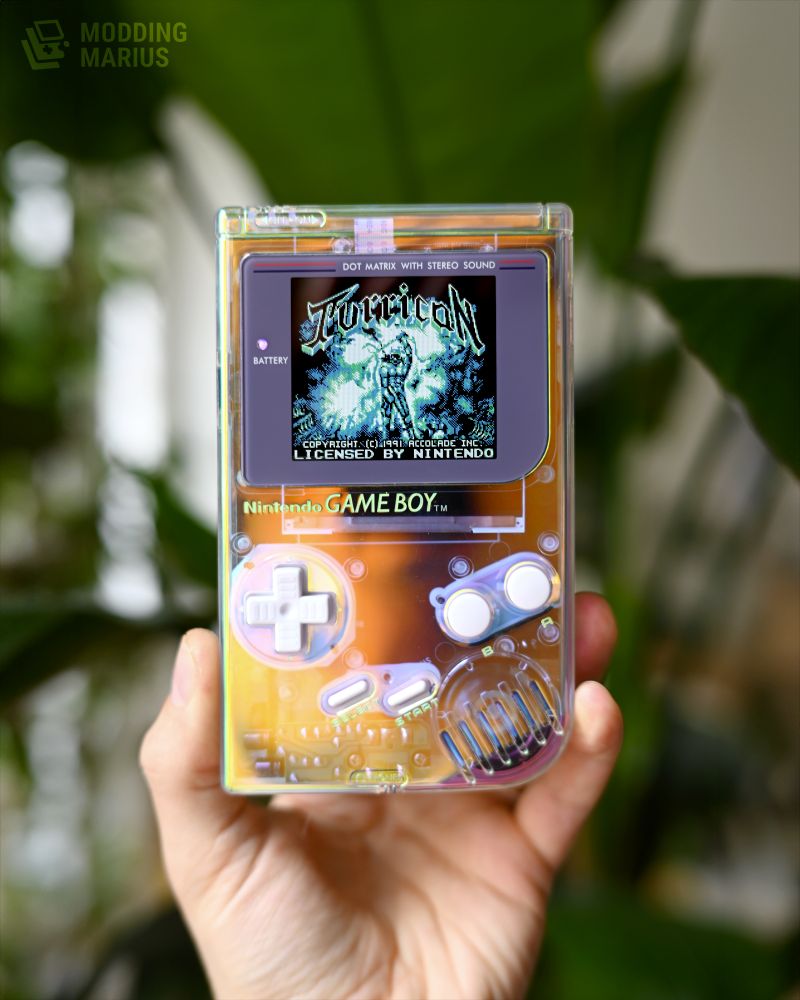 MODDING
MARIUS
DOT MATRIX WITH STEREO SOUND
Turrican
BATTERY
COPYRIGHT (C) 1991 ACCOLADE INC.
LICENSED BY NINTENDO
Nintendo GAME BOY TM
B A
SELECT START